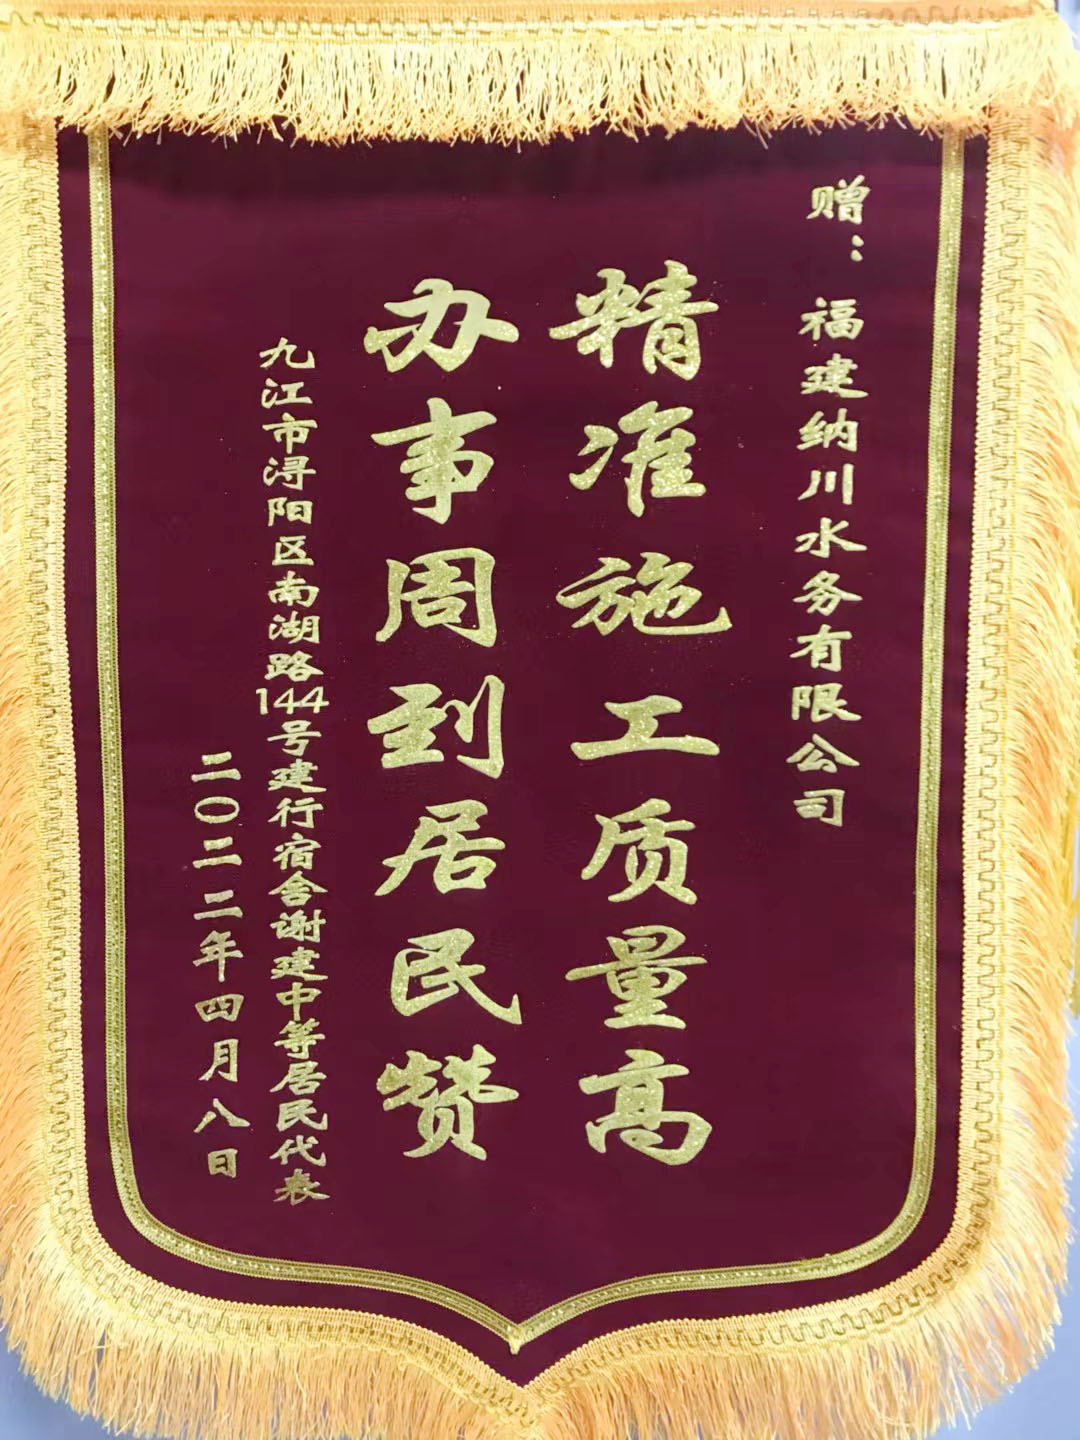 赠：福建纳川水务有限公司
精准施工质量高
办事周到居民赞
九江市浔阳区南湖路144号建行宿舍谢建中等居民代表
二〇二二年四月八日